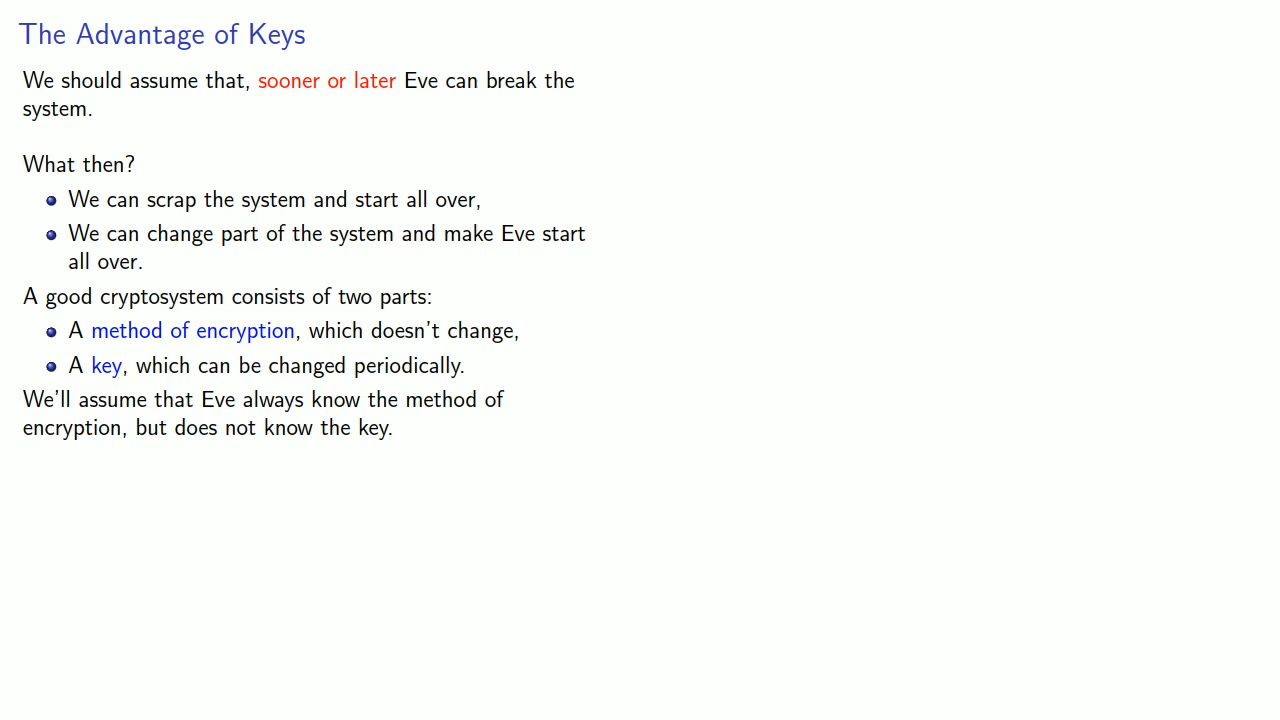 The Advantage of Keys
We should assume that, sooner or later Eve can break the
system.
What then?
We can scrap the system and start all over,
We can change part of the system and make Eve start
all over.
A good cryptosystem consists of two parts:
A method of encryption, which doesn't change,
A key, which can be changed periodically.
We'll assume that Eve always know the method of
encryption, but does not know the key.